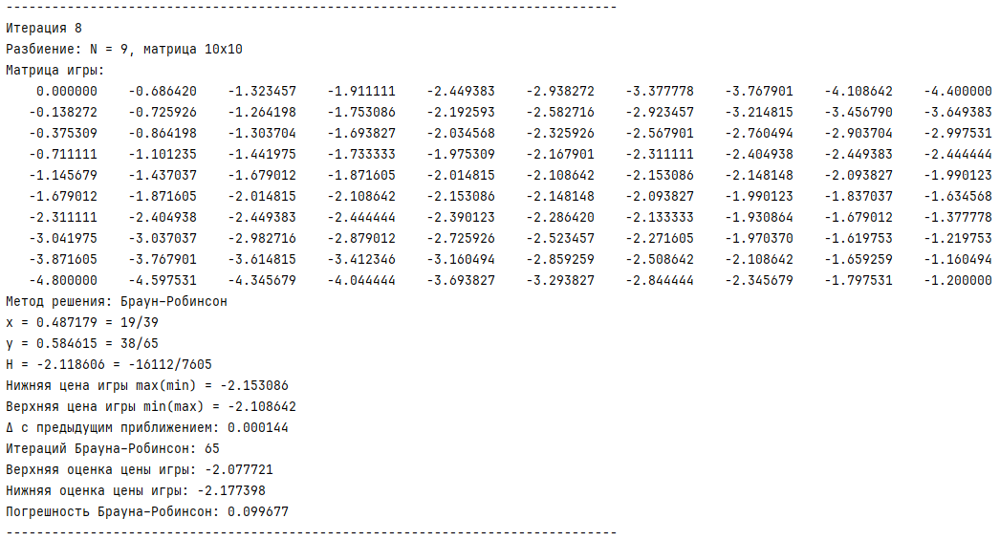 -------------------------------------------------------------------------------
Итерация 8
Разбиение: N = 9, матрица 10x10
Матрица игры:
0.000000 -0.686420 -1.323457 -1.911111 -2.449383 -2.938272 -3.377778 -3.767901 -4.108642 -4.400000
-0.138272 -0.725926 -1.264198 -1.753086 -2.192593 -2.582716 -2.923457 -3.214815 -3.456790 -3.649383
-0.375309 -0.864198 -1.303704 -1.693827 -2.034568 -2.325926 -2.567901 -2.760494 -2.903704 -2.997531
-0.711111 -1.101235 -1.441975 -1.733333 -1.975309 -2.167901 -2.311111 -2.404938 -2.449383 -2.444444
-1.145679 -1.437037 -1.679012 -1.871605 -2.014815 -2.108642 -2.153086 -2.148148 -2.093827 -1.990123
-1.679012 -1.871605 -2.014815 -2.108642 -2.153086 -2.148148 -2.093827 -1.990123 -1.837037 -1.634568
-2.311111 -2.404938 -2.449383 -2.444444 -2.390123 -2.286420 -2.133333 -1.930864 -1.679012 -1.377778
-3.041975 -3.037037 -2.982716 -2.879012 -2.725926 -2.523457 -2.271605 -1.970370 -1.619753 -1.219753
-3.871605 -3.767901 -3.614815 -3.412346 -3.160494 -2.859259 -2.508642 -2.108642 -1.659259 -1.160494
-4.800000 -4.597531 -4.345679 -4.044444 -3.693827 -3.293827 -2.844444 -2.345679 -1.797531 -1.200000
Метод решения: Браун-Робинсон
x = 0.487179 = 19/39
y = 0.584615 = 38/65
H = -2.118606 = -16112/7605
Нижняя цена игры max(min) = -2.153086
Верхняя цена игры min(max) = -2.108642
Δ с предыдущим приближением: 0.000144
Итераций Брауна-Робинсон: 65
Верхняя оценка цены игры: -2.077721
Нижняя оценка цены игры: -2.177398
Погрешность Брауна-Робинсон: 0.099677
-------------------------------------------------------------------------------